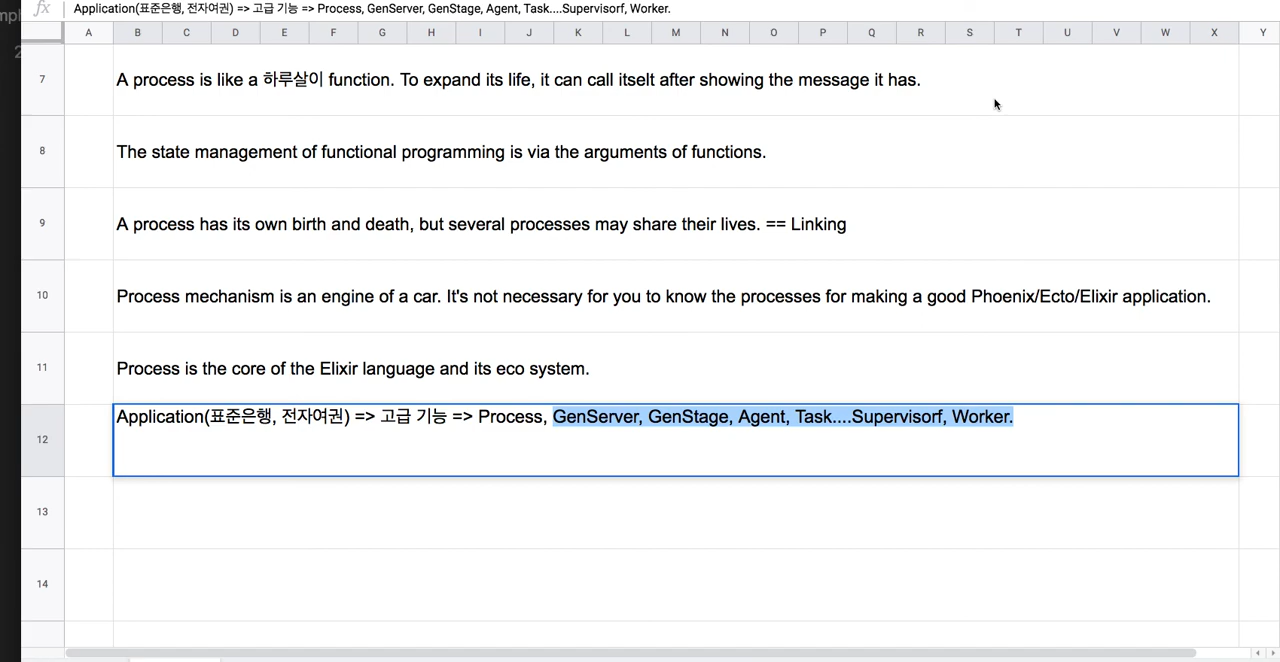 mpl
fx Application(표준은행, 전자여권) => 고급 기능 => Process, GenServer, GenStage, Agent, Task....Supervisorf, Worker.
A B C D E F G H I J K L M N O P Q R S T U V W X Y
2
7 A process is like a 하루살이 function. To expand its life, it can call itselt after showing the message it has.
8 The state management of functional programming is via the arguments of functions.
9 A process has its own birth and death, but several processes may share their lives. == Linking
10 Process mechanism is an engine of a car. It's not necessary for you to know the processes for making a good Phoenix/Ecto/Elixir application.
11 Process is the core of the Elixir language and its eco system.
12 Application(표준은행, 전자여권) => 고급 기능 => Process, GenServer, GenStage, Agent, Task....Supervisorf, Worker.
13
14